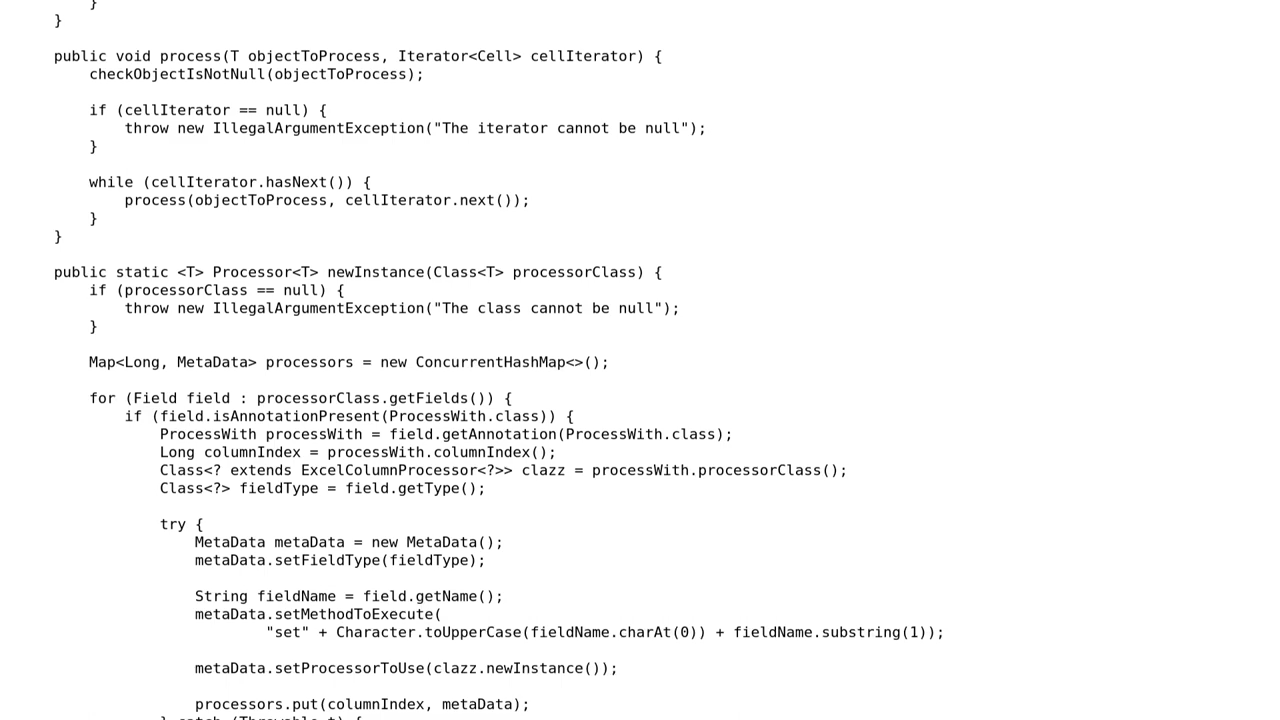 }
}
public void process(T objectToProcess, Iterator<Cell> cellIterator) {
checkObjectIsNotNull(objectToProcess);
if (cellIterator == null) {
throw new IllegalArgumentException("The iterator cannot be null");
}
while (cellIterator.hasNext()) {
process(objectToProcess, cellIterator.next());
}
}
public static <T> Processor<T> newInstance(Class<T> processorClass) {
if (processorClass == null) {
throw new IllegalArgumentException("The class cannot be null");
}
Map<Long, MetaData> processors = new ConcurrentHashMap<>();
for (Field field : processorClass.getFields()) {
if (field.isAnnotationPresent(ProcessWith.class)) {
ProcessWith processWith = field.getAnnotation(ProcessWith.class);
Long columnIndex = processWith.columnIndex();
Class<? extends ExcelColumnProcessor<?>> clazz = processWith.processorClass();
Class<?> fieldType = field.getType();
try {
MetaData metaData = new MetaData();
metaData.setFieldType(fieldType);
String fieldName = field.getName();
metaData.setMethodToExecute(
"set" + Character.toUpperCase(fieldName.charAt(0)) + fieldName.substring(1));
metaData.setProcessorToUse(clazz.newInstance());
processors.put(columnIndex, metaData);
} catch (Throwable t) {